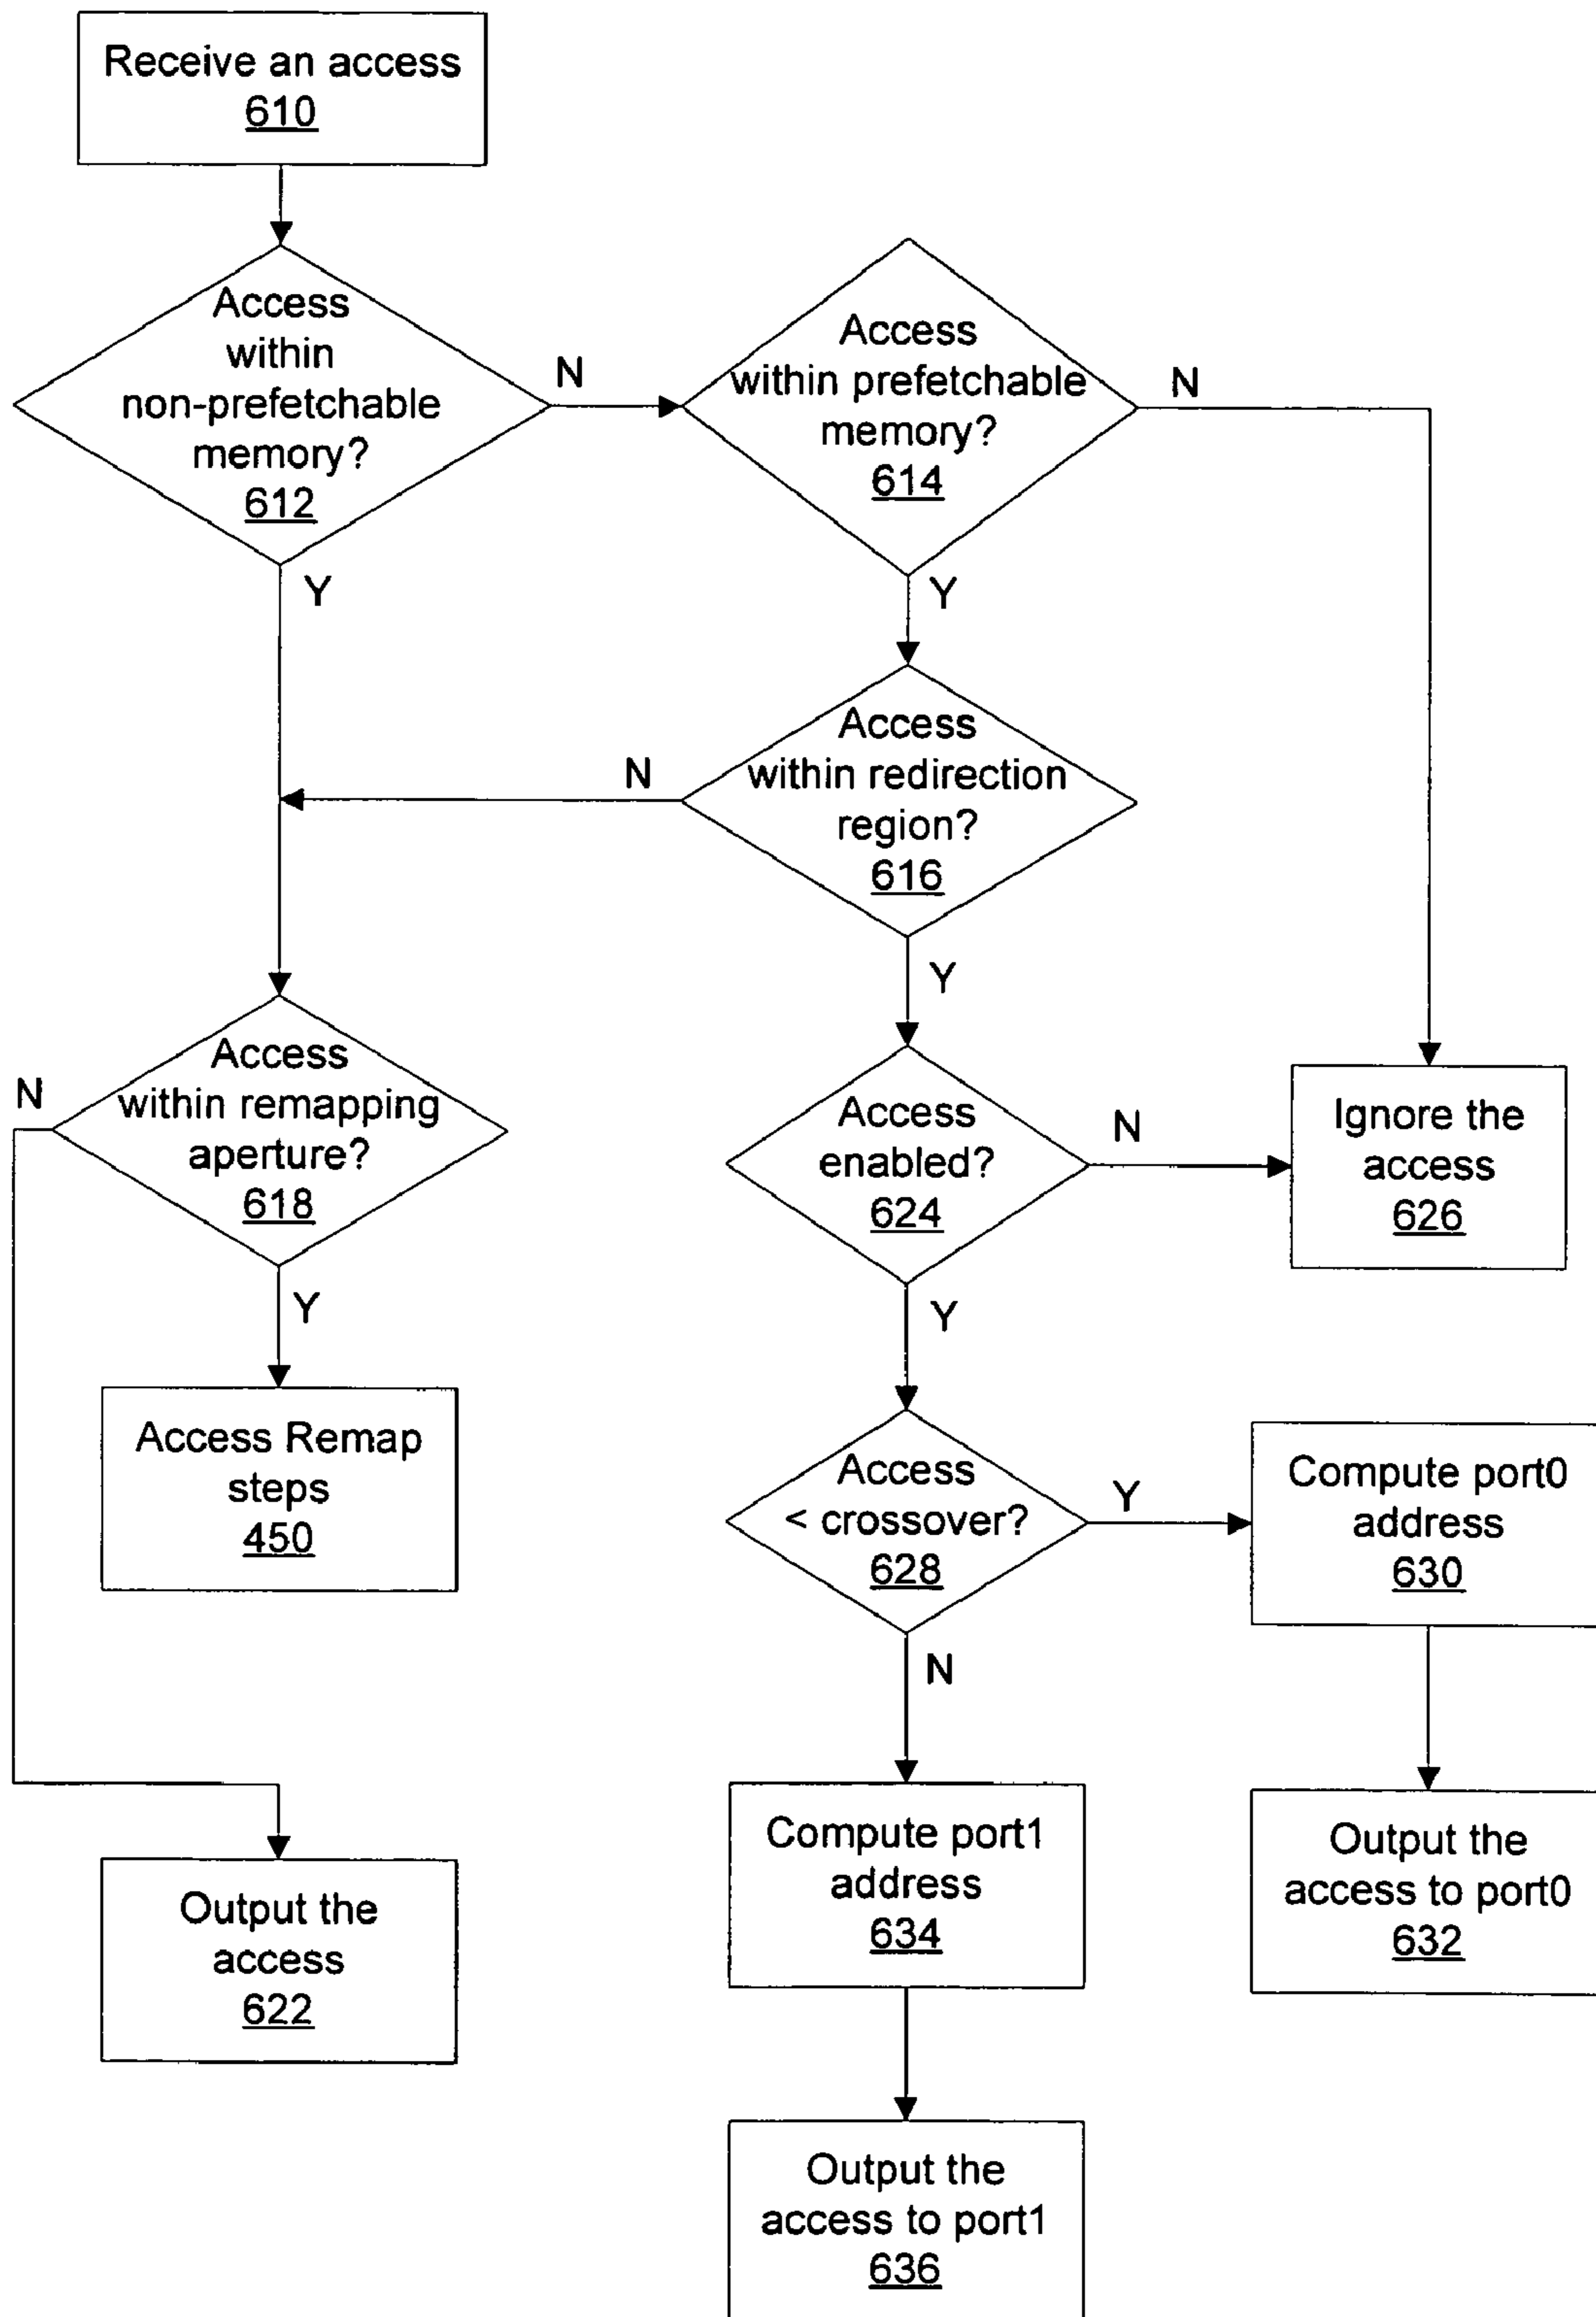 Receive an access
610
Access
within
non-prefetchable
memory?
612
N
Access
within prefetchable
memory?
614
N
Y
Y
Access
within redirection
region?
616
N
Y
Access
within remapping
aperture?
618
N
Y
Access
enabled?
624
N
Y
Ignore the
access
626
Access Remap
steps
450
Access
< crossover?
628
Y
N
Compute port0
address
630
Output the
access
622
Compute port1
address
634
Output the
access to port0
632
Output the
access to port1
636